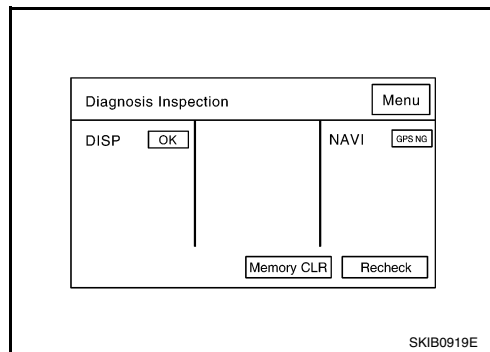 Diagnosis Inspection Menu
DISP OK NAVI GPS NG
Memory CLR Recheck
SKIB0919E